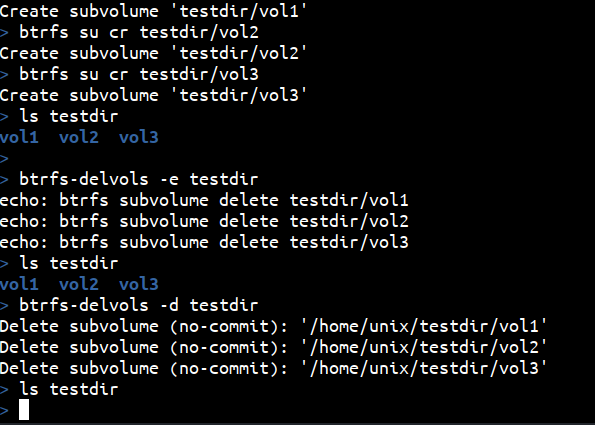 Create subvolume 'testdir/vol1'
> btrfs su cr testdir/vol2
Create subvolume 'testdir/vol2'
> btrfs su cr testdir/vol3
Create subvolume 'testdir/vol3'
> ls testdir
vol1  vol2  vol3
>
> btrfs-delvols -e testdir
echo: btrfs subvolume delete testdir/vol1
echo: btrfs subvolume delete testdir/vol2
echo: btrfs subvolume delete testdir/vol3
> ls testdir
vol1  vol2  vol3
> btrfs-delvols -d testdir
Delete subvolume (no-commit): '/home/unix/testdir/vol1'
Delete subvolume (no-commit): '/home/unix/testdir/vol2'
Delete subvolume (no-commit): '/home/unix/testdir/vol3'
> ls testdir
>